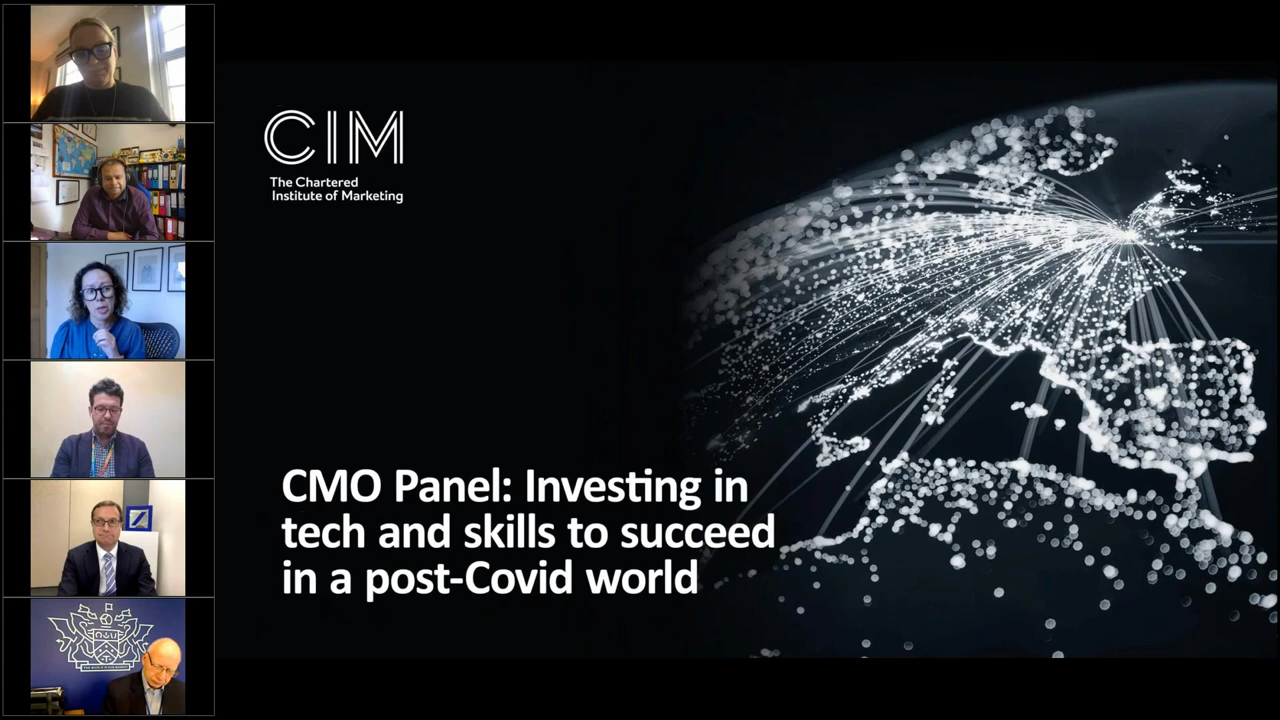 CIM
The Chartered
Institute of Marketing
CMO Panel: Investing in
tech and skills to succeed
in a post-Covid world